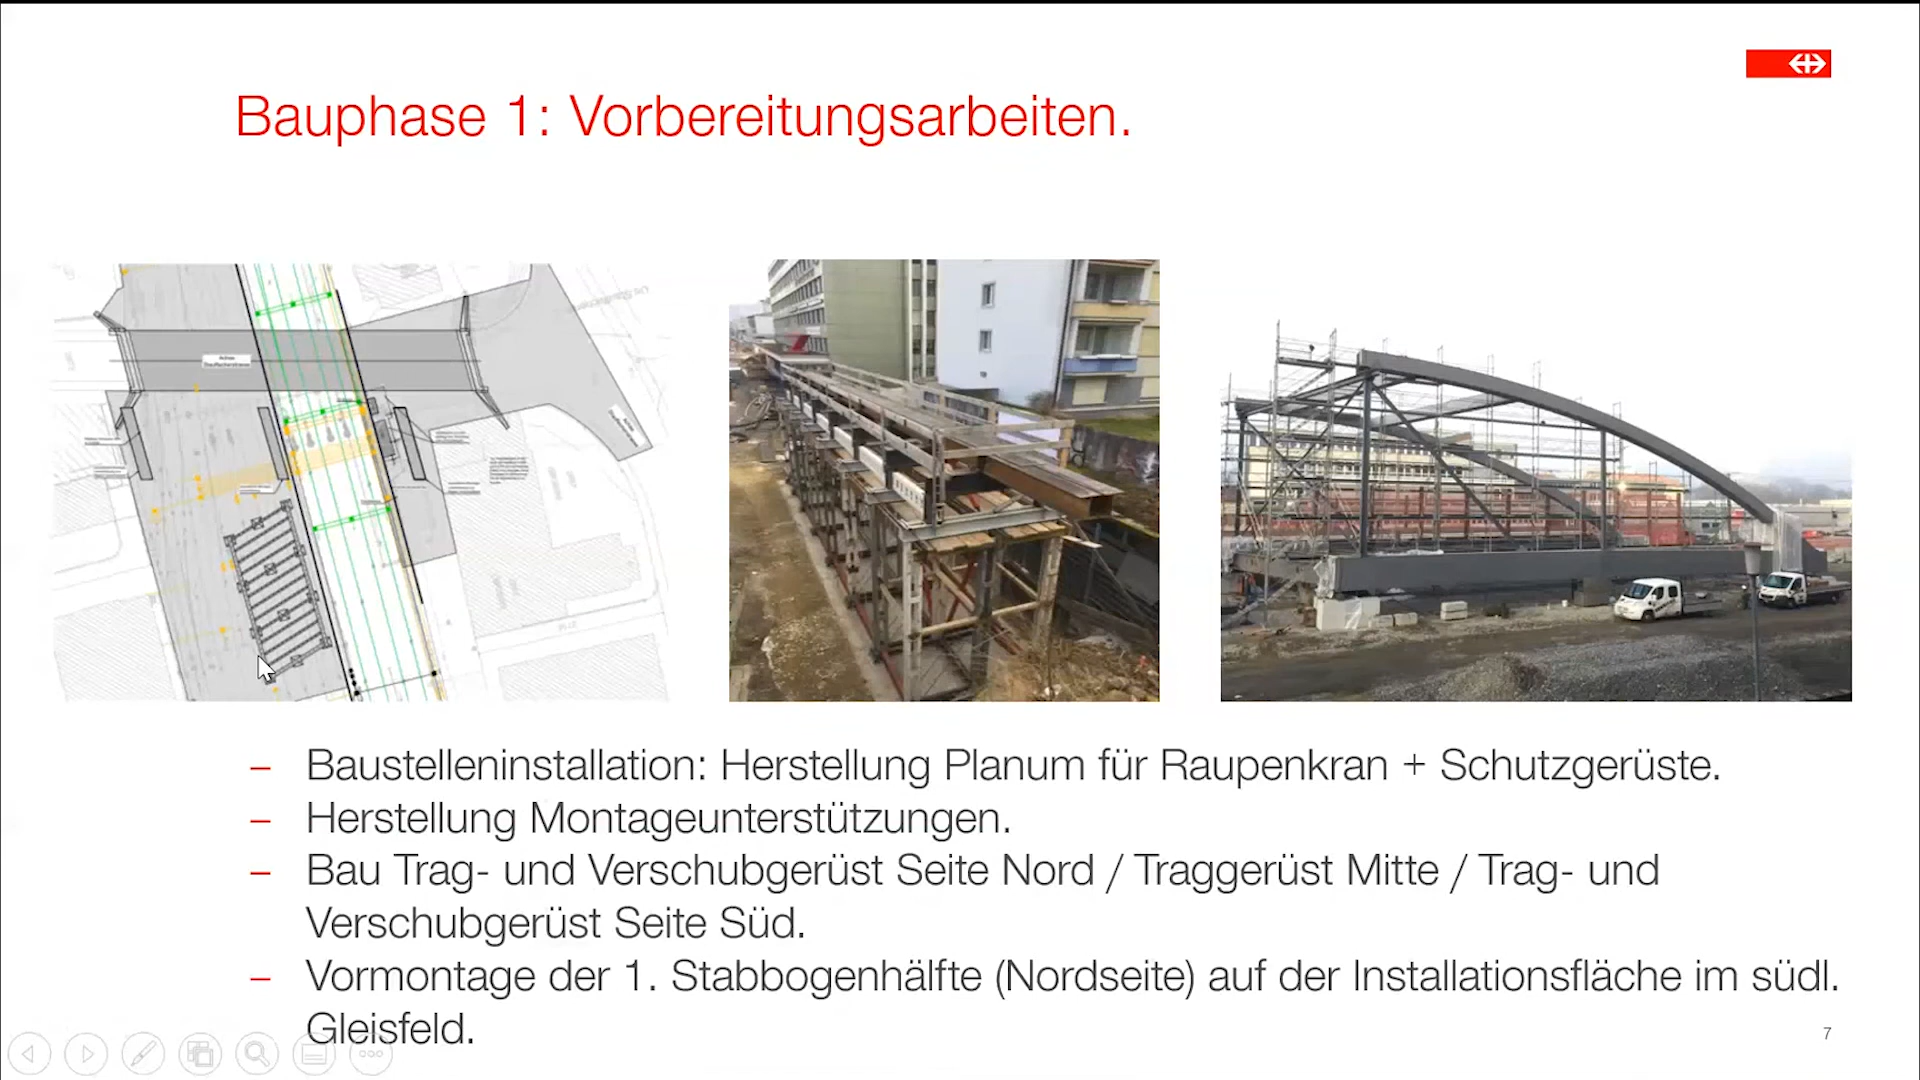 Bauphase 1: Vorbereitungsarbeiten.
– Baustelleninstallation: Herstellung Planum für Raupenkran + Schutzgerüste.
– Herstellung Montageunterstützungen.
– Bau Trag- und Verschubgerüst Seite Nord / Traggerüst Mitte / Trag- und
Verschubgerüst Seite Süd.
– Vormontage der 1. Stabbogenhälfte (Nordseite) auf der Installationsfläche im südl.
Gleisfeld.
7